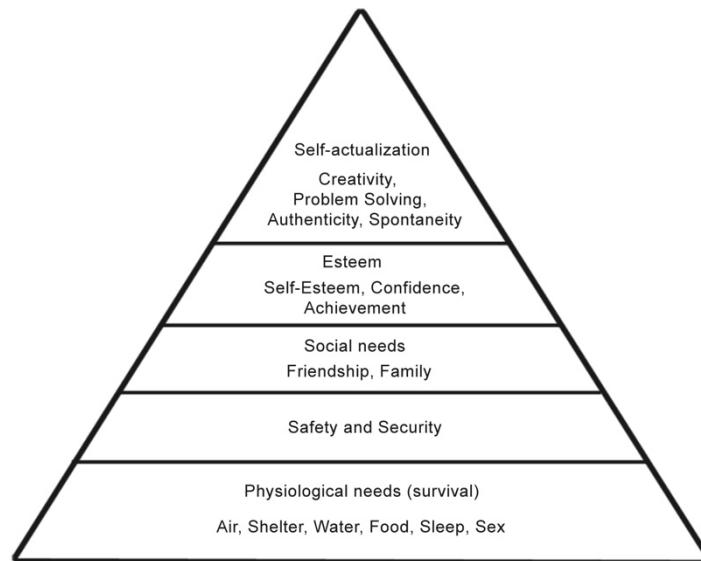 Self-actualization
Creativity,
Problem Solving,
Authenticity, Spontaneity
Esteem
Self-Esteem, Confidence,
Achievement
Social needs
Friendship, Family
Safety and Security
Physiological needs (survival)
Air, Shelter, Water, Food, Sleep, Sex